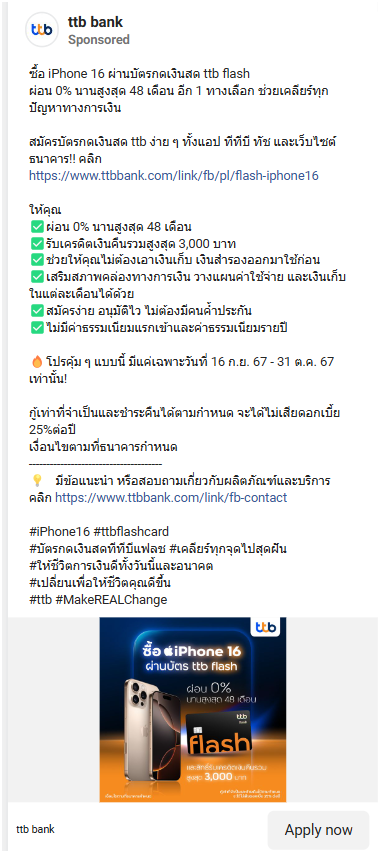 ttb bank
Sponsored
ซื้อ iPhone 16 ผ่านบัตรกดเงินสด ttb flash
ผ่อน 0% นานสูงสุด 48 เดือน อีก 1 ทางเลือก ช่วยเคลียร์ทุก
ปัญหาทางการเงิน
สมัครบัตรกดเงินสด ttb ง่าย ๆ ทั้งแอป ทีทีบี ทัช และเว็บไซต์
ธนาคาร!! คลิก
https://www.ttbbank.com/link/fb/pl/flash-iphone16
ให้คุณ
✅ผ่อน 0% นานสูงสุด 48 เดือน
✅รับเครดิตเงินคืนรวมสูงสุด 3,000 บาท
✅ช่วยให้คุณไม่ต้องเอาเงินเก็บ เงินสำรองออกมาใช้ก่อน
✅เสริมสภาพคล่องทางการเงิน วางแผนค่าใช้จ่าย และเงินเก็บ
ในแต่ละเดือนได้ด้วย
✅สมัครง่าย อนุมัติไว ไม่ต้องมีคนค้ำประกัน
✅ไม่มีค่าธรรมเนียมแรกเข้าและค่าธรรมเนียมรายปี
🔥โปรคุ้ม ๆ แบบนี้ มีแค่เฉพาะวันที่ 16 ก.ย. 67 - 31 ต.ค. 67
เท่านั้น!
กู้เท่าที่จำเป็นและชำระคืนได้ตามกำหนด จะได้ไม่เสียดอกเบี้ย
25%ต่อปี
เงื่อนไขตามที่ธนาคารกำหนด
--------------------------------------
💡 มีข้อแนะนำ หรือสอบถามเกี่ยวกับผลิตภัณฑ์และบริการ
คลิก https://www.ttbbank.com/link/fb-contact
#iPhone16 #ttbflashcard
#บัตรกดเงินสดทีทีบีแฟลช #เคลียร์ทุกจุดไปสุดฝัน
#ให้ชีวิตการเงินดีทั้งวันนี้และอนาคต
#เปลี่ยนเพื่อให้ชีวิตคุณดีขึ้น
#ttb #MakeREALChange
ttb
ซื้อ iPhone 16
ผ่านบัตร ttb flash
ผ่อน 0%
นานสูงสุด 48 เดือน
ttb
flash
และรับเครดิตเงินคืนรวม
สูงสุด 3,000 บาท
ttb bank
Apply now